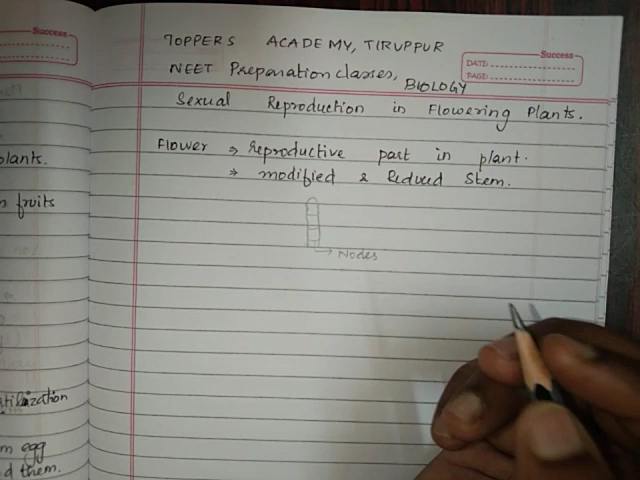 Success
TOPPERS ACADEMY, TIRUPPUR
Success
DATE:
PAGE:
NEET Preparation classes,
BIOLOGY
Sexual Reproduction in Flowering Plants.
Flower → Reproductive part in plant.
→ modified & Reduced Stem.
→ Nodes
plants.
fruits
egg
d them.